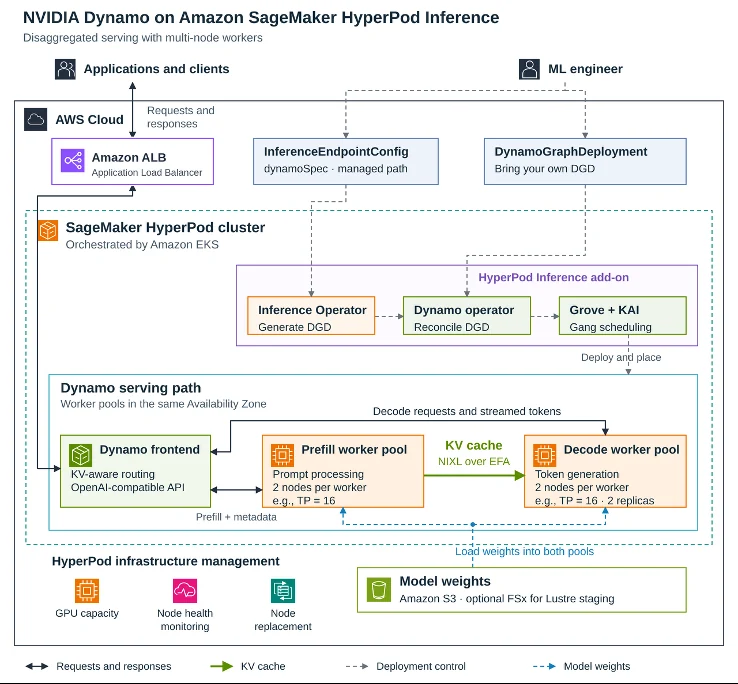 NVIDIA Dynamo on Amazon SageMaker HyperPod Inference
Disaggregated serving with multi-node workers
Applications and clients
ML engineer
AWS Cloud
Requests and
responses
Amazon ALB
Application Load Balancer
InferenceEndpointConfig
dynamoSpec · managed path
DynamoGraphDeployment
Bring your own DGD
SageMaker HyperPod cluster
Orchestrated by Amazon EKS
HyperPod Inference add-on
Inference Operator
Generate DGD
Dynamo operator
Reconcile DGD
Grove + KAI
Gang scheduling
Deploy and place
Dynamo serving path
Worker pools in the same Availability Zone
Decode requests and streamed tokens
Dynamo frontend
KV-aware routing
OpenAI-compatible API
Prefill worker pool
Prompt processing
2 nodes per worker
e.g., TP = 16
KV cache
NIXL over EFA
Decode worker pool
Token generation
2 nodes per worker
e.g., TP = 16 · 2 replicas
Prefill + metadata
Load weights into both pools
HyperPod infrastructure management
GPU capacity
Node health
monitoring
Node
replacement
Model weights
Amazon S3 · optional FSx for Lustre staging
Requests and responses
KV cache
Deployment control
Model weights